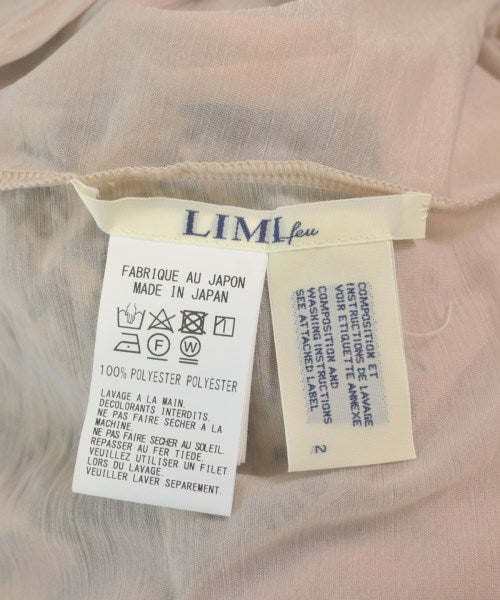 LIMI feu
FABRIQUE AU JAPON
MADE IN JAPAN
F W
100% POLYESTER POLYESTER
LAVAGE A LA MAIN.
DECOLORANTS INTERDITS.
NE PAS FAIRE SECHER A LA
MACHINE.
NE PAS FAIRE SECHER AU SOLEIL.
REPASSER AU FER TIEDE.
VEUILLEZ UTILISER UN FILET
LORS DU LAVAGE.
VEUILLER LAVER SEPAREMENT.
COMPOSITION ET
INSTRUCTIONS DE LAVAGE
VOIR ETIQUETTE ANNEXE
COMPOSITION AND
WASHING INSTRUCTIONS
SEE ATTACHED LABEL
2